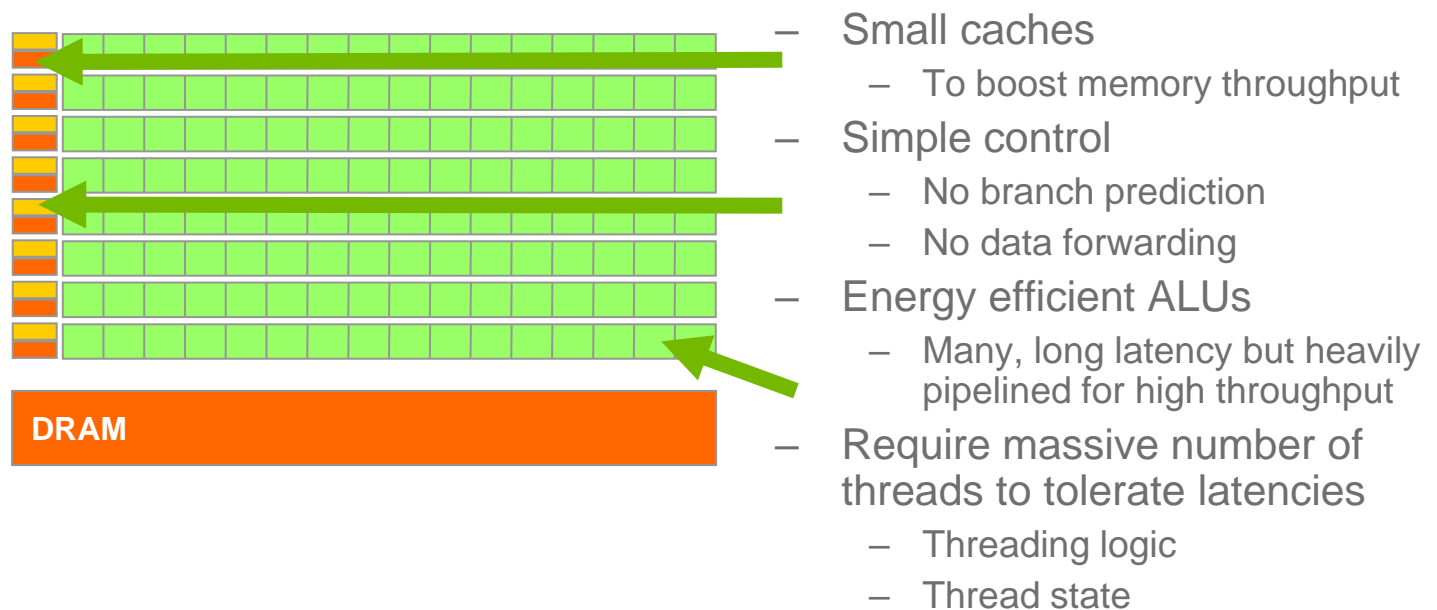 – Small caches
– To boost memory throughput
– Simple control
– No branch prediction
– No data forwarding
– Energy efficient ALUs
– Many, long latency but heavily
pipelined for high throughput
– Require massive number of
threads to tolerate latencies
– Threading logic
– Thread state
DRAM